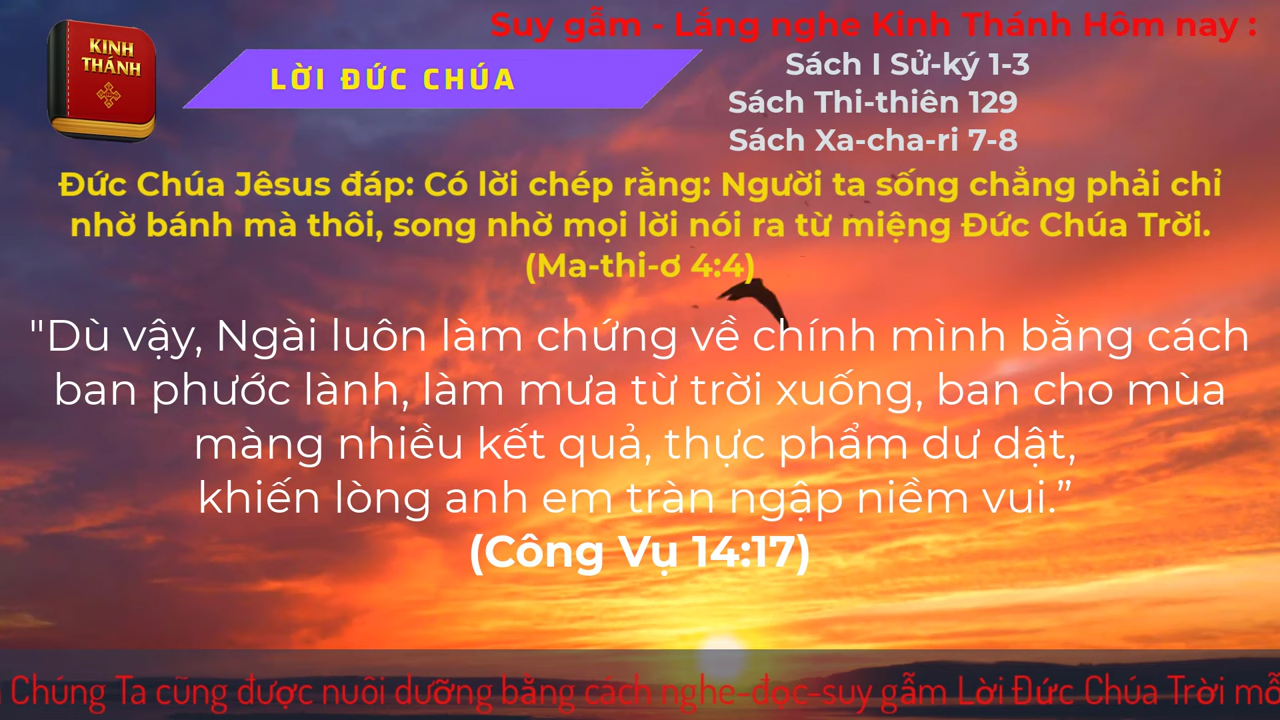 Suy gẫm - Lắng nghe Kinh Thánh Hôm nay :
KINH
THÁNH
LỜI ĐỨC CHÚA
Sách I Sử-ký 1-3
Sách Thi-thiên 129
Sách Xa-cha-ri 7-8
Đức Chúa Jêsus đáp: Có lời chép rằng: Người ta sống chẳng phải chỉ
nhờ bánh mà thôi, song nhờ mọi lời nói ra từ miệng Đức Chúa Trời.
(Ma-thi-ơ 4:4)
"Dù vậy, Ngài luôn làm chứng về chính mình bằng cách
ban phước lành, làm mưa từ trời xuống, ban cho mùa
màng nhiều kết quả, thực phẩm dư dật,
khiến lòng anh em tràn ngập niềm vui.”
(Công Vụ 14:17)
Chúng Ta cũng được nuôi dưỡng bằng cách nghe-đọc-suy gẫm Lời Đức Chúa Trời